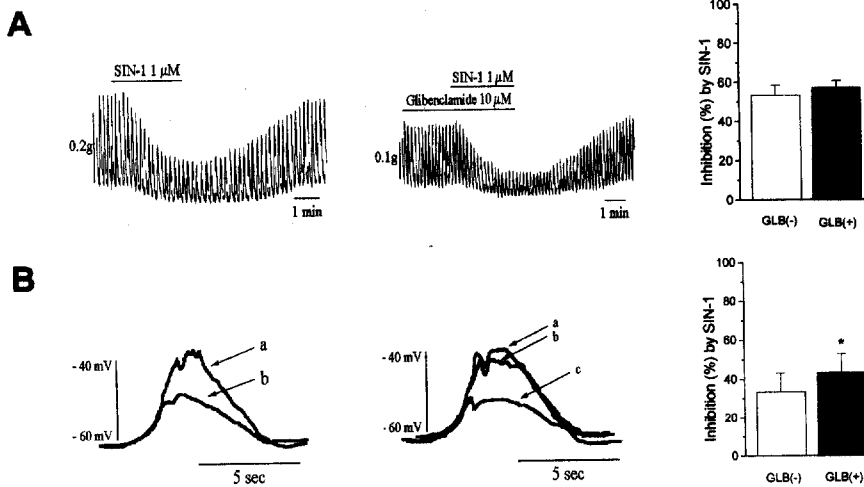 A
SIN-1 1 μM
0.2g
1 min
SIN-1 1 μM
Glibenclamide 10 μM
0.1g
1 min
Inhibition (%) by SIN-1
100
80
60
40
20
0
GLB(-)
GLB(+)
B
- 40 mV
- 60 mV
a
b
5 sec
- 40 mV
- 60 mV
a
b
c
5 sec
Inhibition (%) by SIN-1
100
80
60
40
20
0
*
GLB(-)
GLB(+)